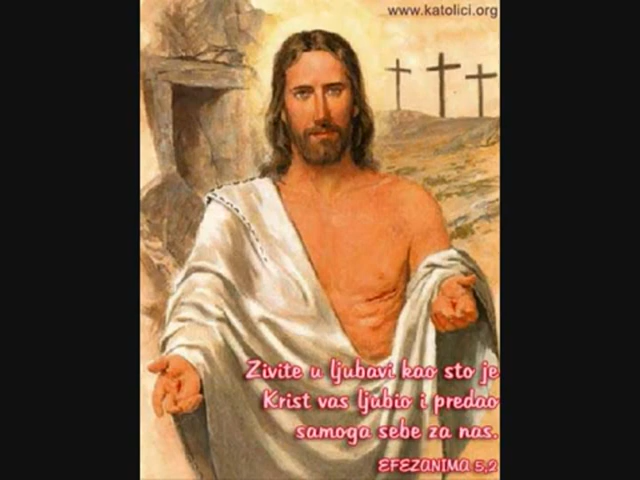 www.katolici.org
Zivite u ljubavi kao sto je
Krist vas ljubio i predao
samoga sebe za nas.
EFEZANIMA 5,2